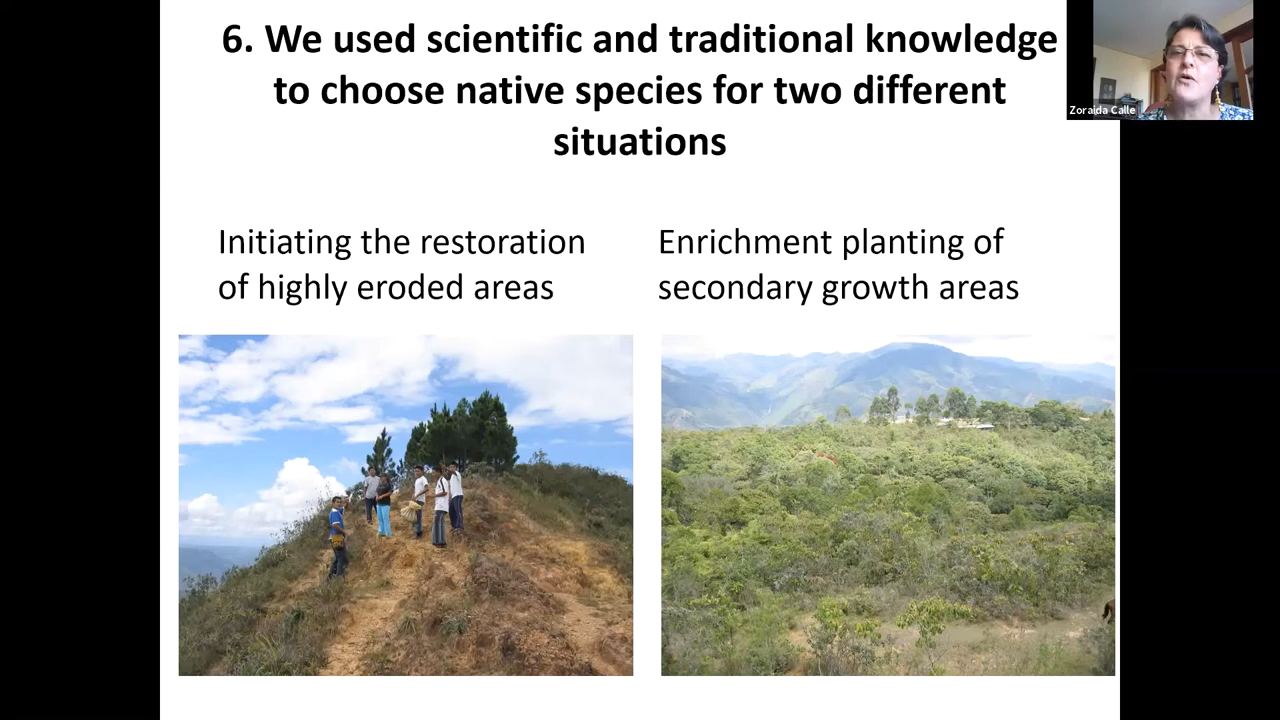 6. We used scientific and traditional knowledge
to choose native species for two different
situations
Zoraida Calle
Initiating the restoration
of highly eroded areas
Enrichment planting of
secondary growth areas